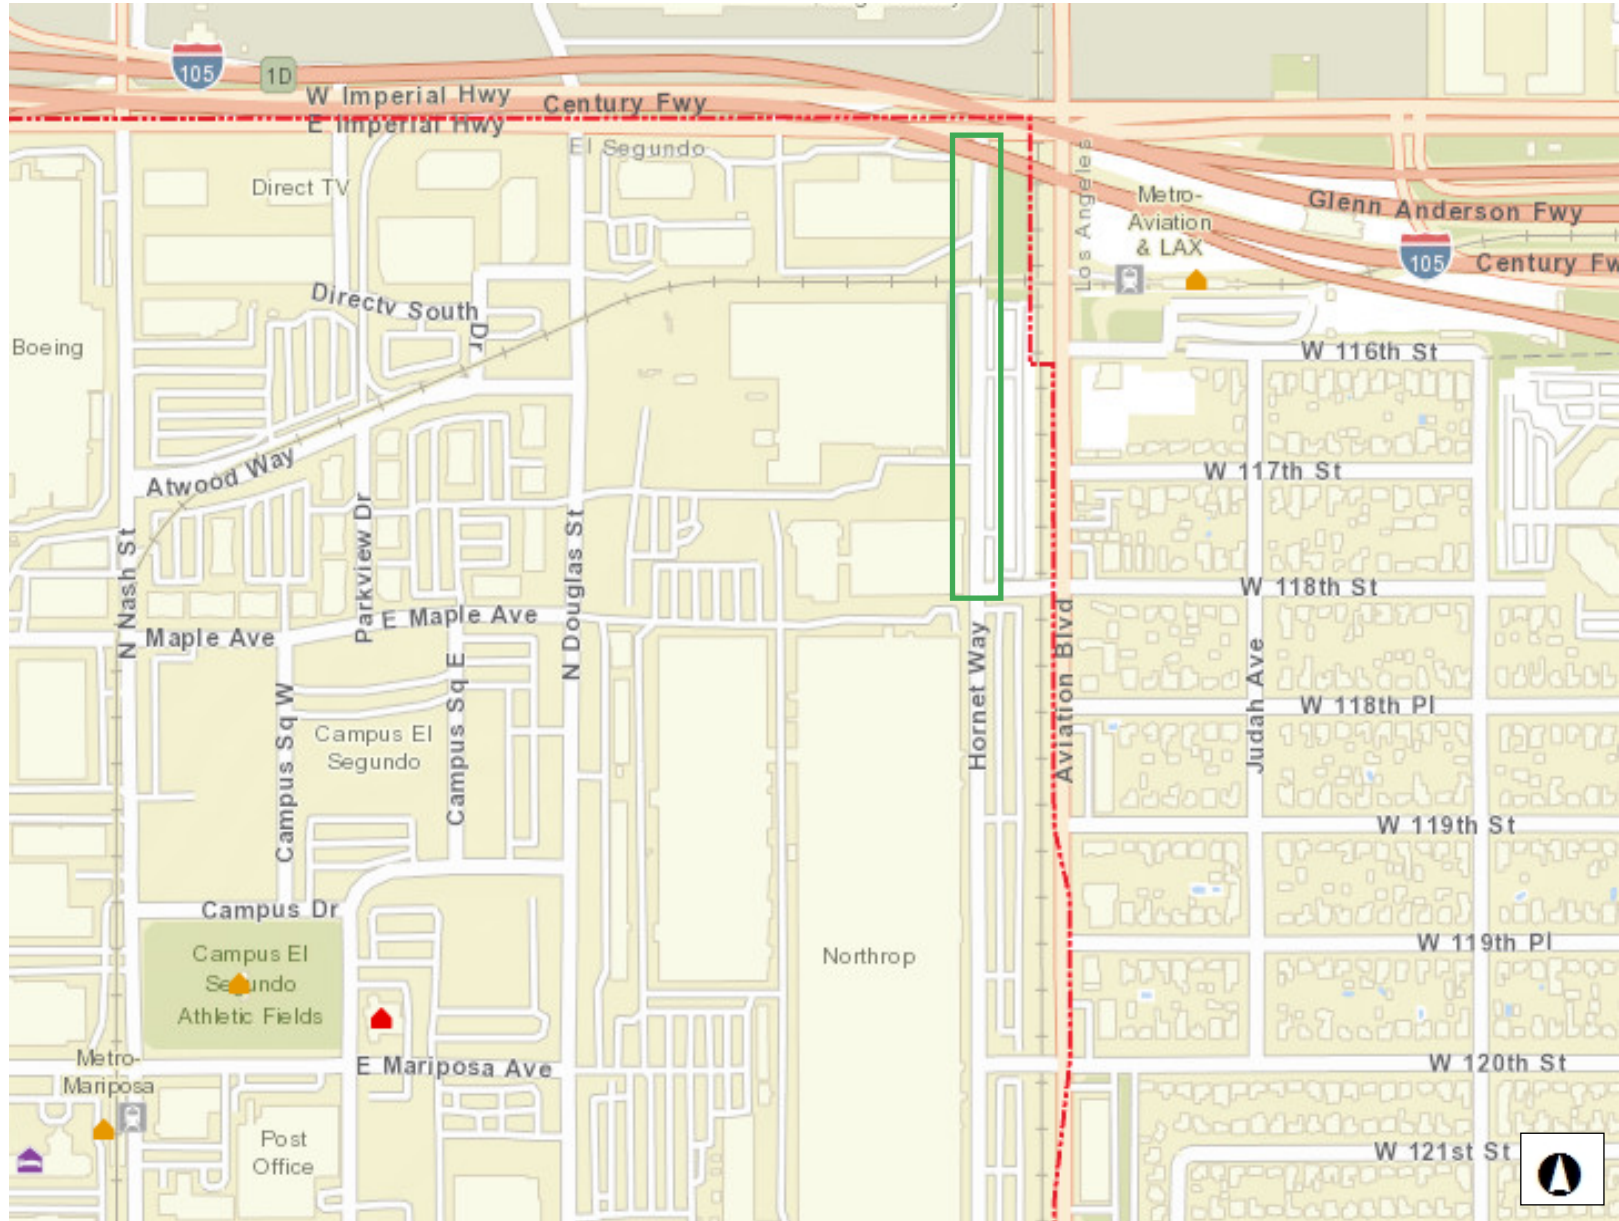 105
1D
W Imperial Hwy
Century Fwy
E Imperial Hwy
El Segundo
Direct TV
Los Angeles
Metro-
Aviation
& LAX
Glenn Anderson Fwy
105
Century Fw
Directv South
Dr
Boeing
W 116th St
Atwood Way
W 117th St
Parkview Dr
N Nash St
N Douglas St
W 118th St
Maple Ave
E Maple Ave
Hornet Way
Aviation Blvd
Judah Ave
Campus Sq W
Campus Sq E
W 118th Pl
Campus El
Segundo
W 119th St
Campus Dr
W 119th Pl
Campus El
Segundo
Athletic Fields
Northrop
Metro-
Mariposa
E Mariposa Ave
W 120th St
Post
Office
W 121st St